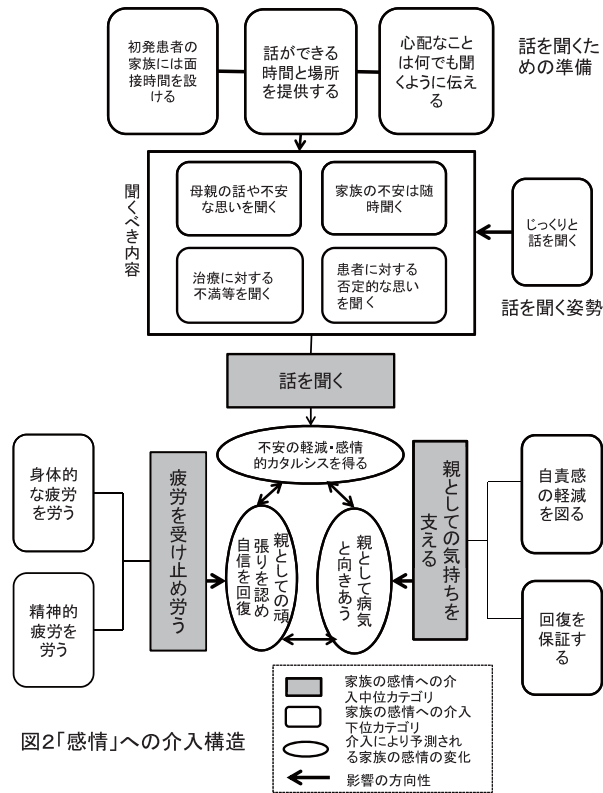 初発患者の
家族には面
接時間を設
ける
話ができる
時間と場所
を提供する
心配なこと
は何でも聞
くように伝え
る
話を聞くた
めの準備
聞くべき内容
母親の話や不安
な思いを聞く
家族の不安は随
時聞く
治療に対する
不満等を聞く
患者に対する
否定的な思い
を聞く
じっくりと
話を聞く
話を聞く姿勢
話を聞く
不安の軽減・感情
的カタルシスを得る
身体的
な疲労
を労う
精神的
疲労を
労う
疲労を受け止め労う
親としての頑
張りを認め
自信を回復
親として病気
と向きあう
親としての気持ちを
支える
自責感
の軽減
を図る
回復を
保証す
る
家族の感情への介
入中位カテゴリ
家族の感情への介入
下位カテゴリ
介入により予測され
る家族の感情の変化
影響の方向性
図2「感情」への介入構造